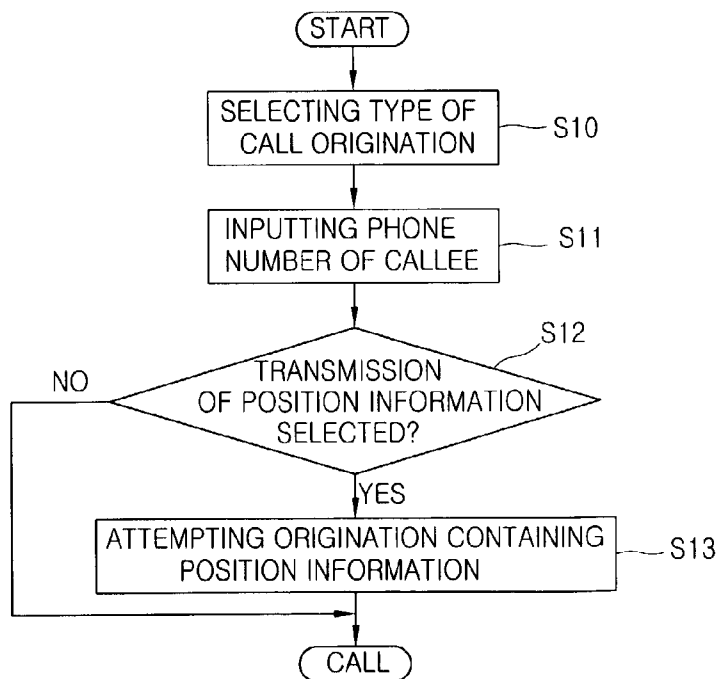 START
SELECTING TYPE OF
CALL ORIGINATION
S10
INPUTTING PHONE
NUMBER OF CALLEE
S11
S12
TRANSMISSION
OF POSITION INFORMATION
SELECTED?
NO
YES
ATTEMPTING ORIGINATION CONTAINING
POSITION INFORMATION
S13
CALL